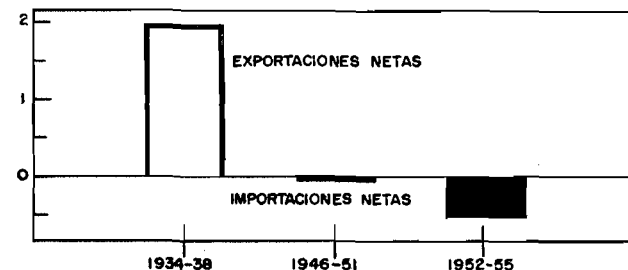 2
EXPORTACIONES NETAS
1
0
IMPORTACIONES NETAS
1934-38 1946-51 1952-55